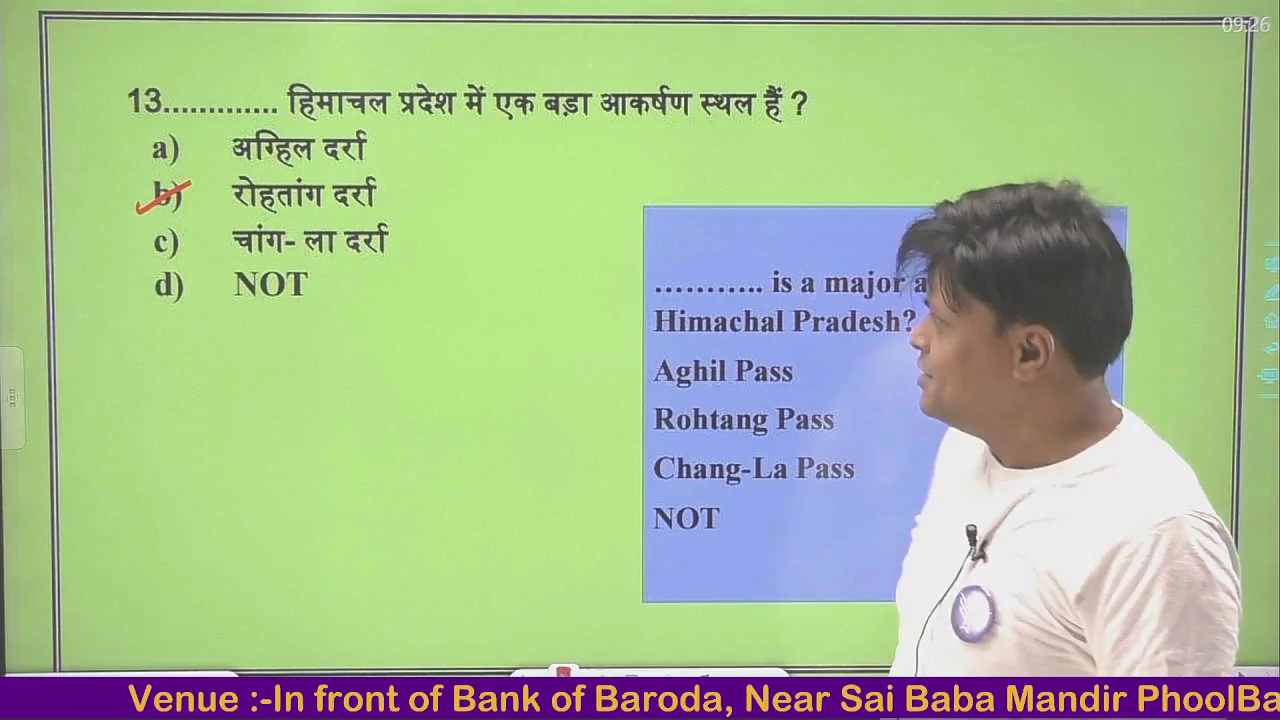 09:26
13............. हिमाचल प्रदेश में एक बड़ा आकर्षण स्थल हैं ?
a) अग्हिल दर्रा
b) रोहतांग दर्रा
c) चांग- ला दर्रा
d) NOT
……….. is a major a
Himachal Pradesh?
Aghil Pass
Rohtang Pass
Chang-La Pass
NOT
Venue :-In front of Bank of Baroda, Near Sai Baba Mandir PhoolBa